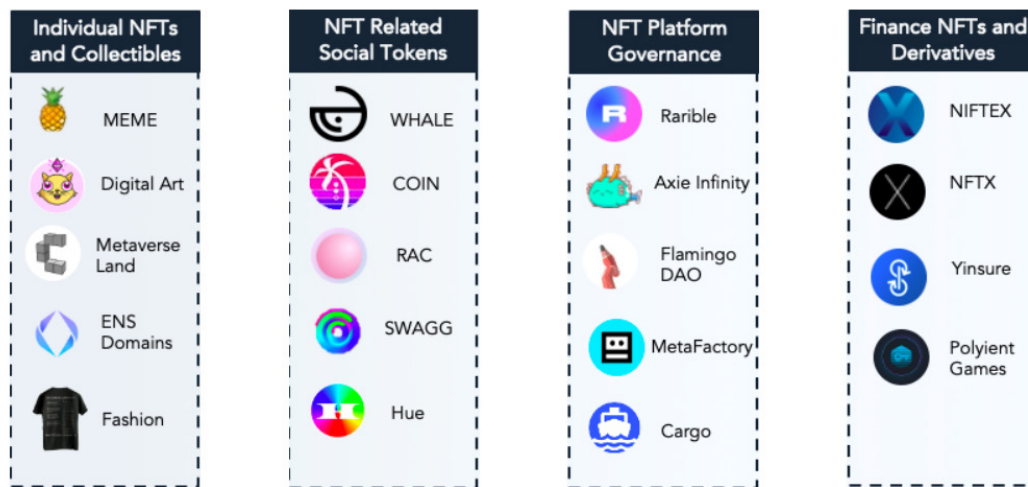 Individual NFTs
and Collectibles
MEME
Digital Art
Metaverse
Land
ENS
Domains
Fashion
NFT Related
Social Tokens
WHALE
COIN
RAC
SWAGG
Hue
NFT Platform
Governance
R
Rarible
Axie Infinity
Flamingo
DAO
MetaFactory
Cargo
Finance NFTs and
Derivatives
NIFTEX
NFTX
Yinsure
Polyient
Games